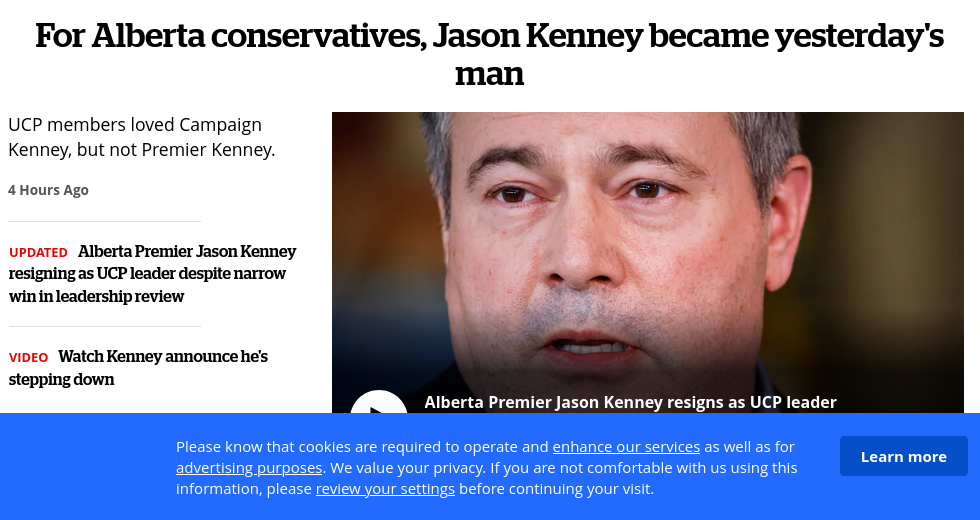 For Alberta conservatives, Jason Kenney became yesterday's
man
UCP members loved Campaign
Kenney, but not Premier Kenney.
4 Hours Ago
UPDATED Alberta Premier Jason Kenney
resigning as UCP leader despite narrow
win in leadership review
VIDEO Watch Kenney announce he's
stepping down
Alberta Premier Jason Kenney resigns as UCP leader
Please know that cookies are required to operate and enhance our services as well as for
advertising purposes. We value your privacy. If you are not comfortable with us using this
information, please review your settings before continuing your visit.
Learn more